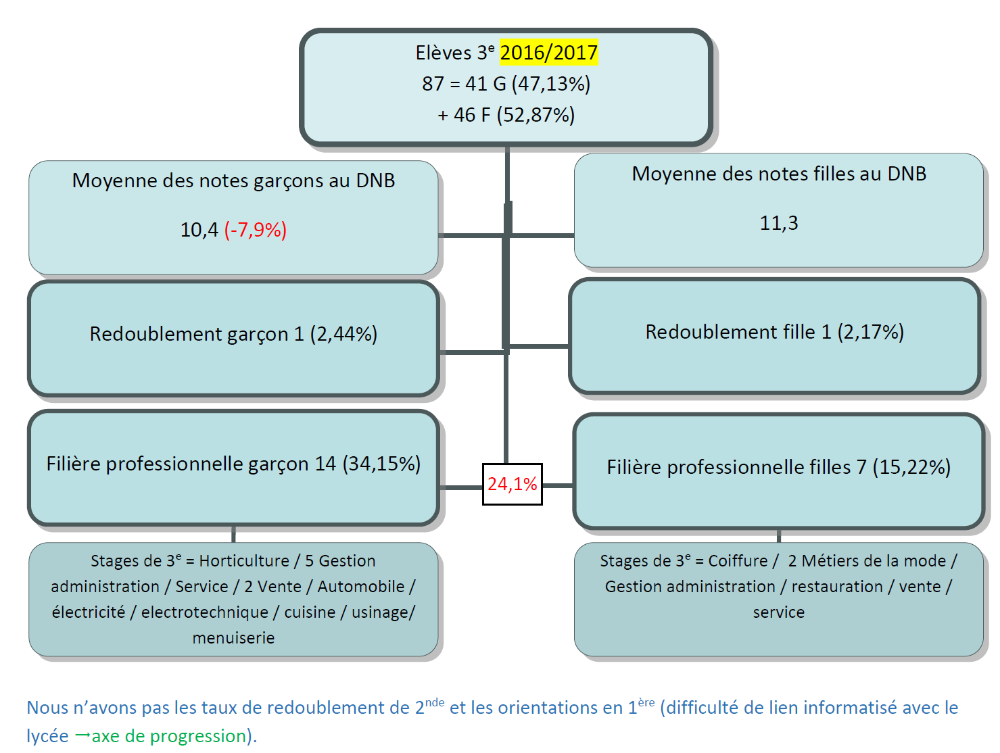 Elèves 3e 2016/2017
87 = 41 G (47,13%)
+ 46 F (52,87%)
Moyenne des notes garçons au DNB
10,4 (-7,9%)
Moyenne des notes filles au DNB
11,3
Redoublement garçon 1 (2,44%)
Redoublement fille 1 (2,17%)
Filière professionnelle garçon 14 (34,15%)
24,1%
Filière professionnelle filles 7 (15,22%)
Stages de 3e = Horticulture / 5 Gestion
administration / Service / 2 Vente / Automobile /
électricité / electrotechnique / cuisine / usinage/
menuiserie
Stages de 3e = Coiffure /  2 Métiers de la mode /
Gestion administration / restauration / vente /
service
Nous n’avons pas les taux de redoublement de 2nde et les orientations en 1ère (difficulté de lien informatisé avec le
lycée →axe de progression).